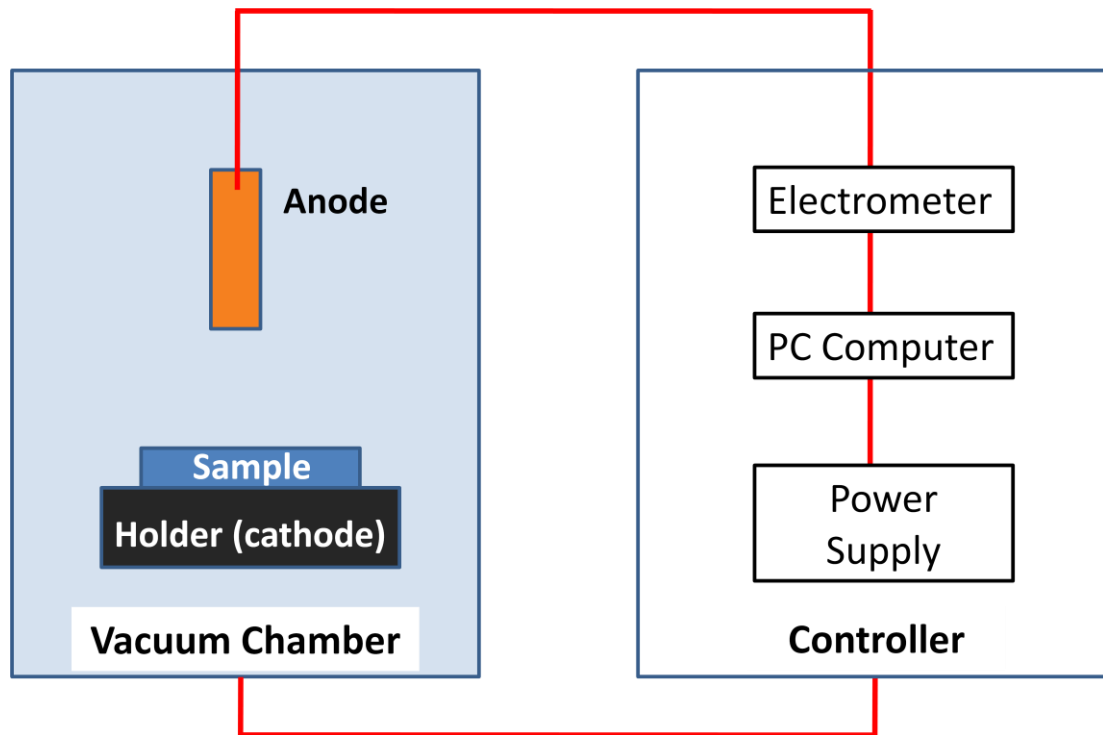 Anode
Sample
Holder (cathode)
Vacuum Chamber
Electrometer
PC Computer
Power
Supply
Controller